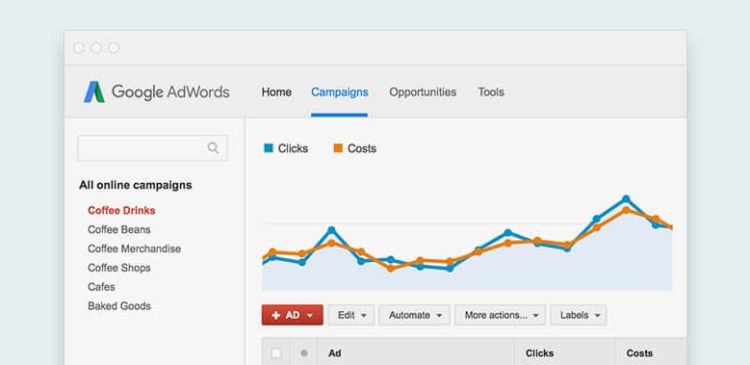 Google AdWords Home Campaigns Opportunities Tools
All online campaigns
Coffee Drinks
Coffee Beans
Coffee Merchandise
Coffee Shops
Cafes
Baked Goods
Clicks Costs
+ AD Edit Automate More actions... Labels
Ad Clicks Costs